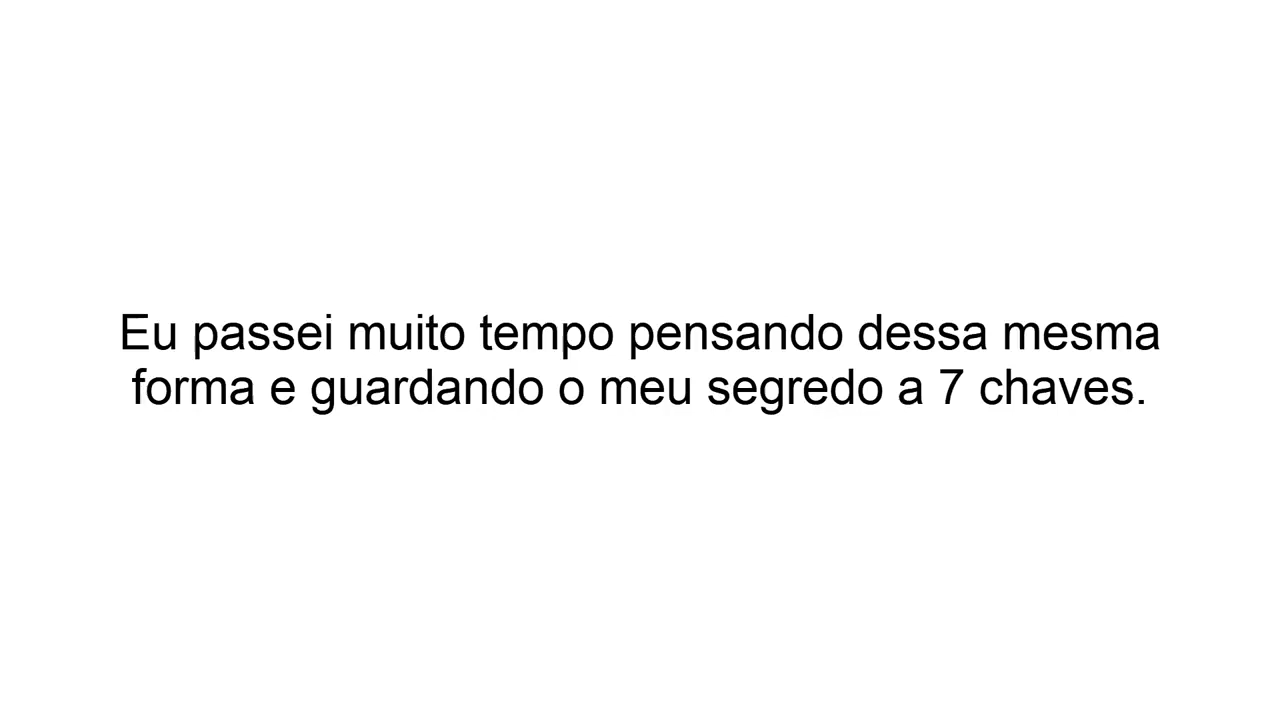 Eu passei muito tempo pensando dessa mesma
forma e guardando o meu segredo a 7 chaves.